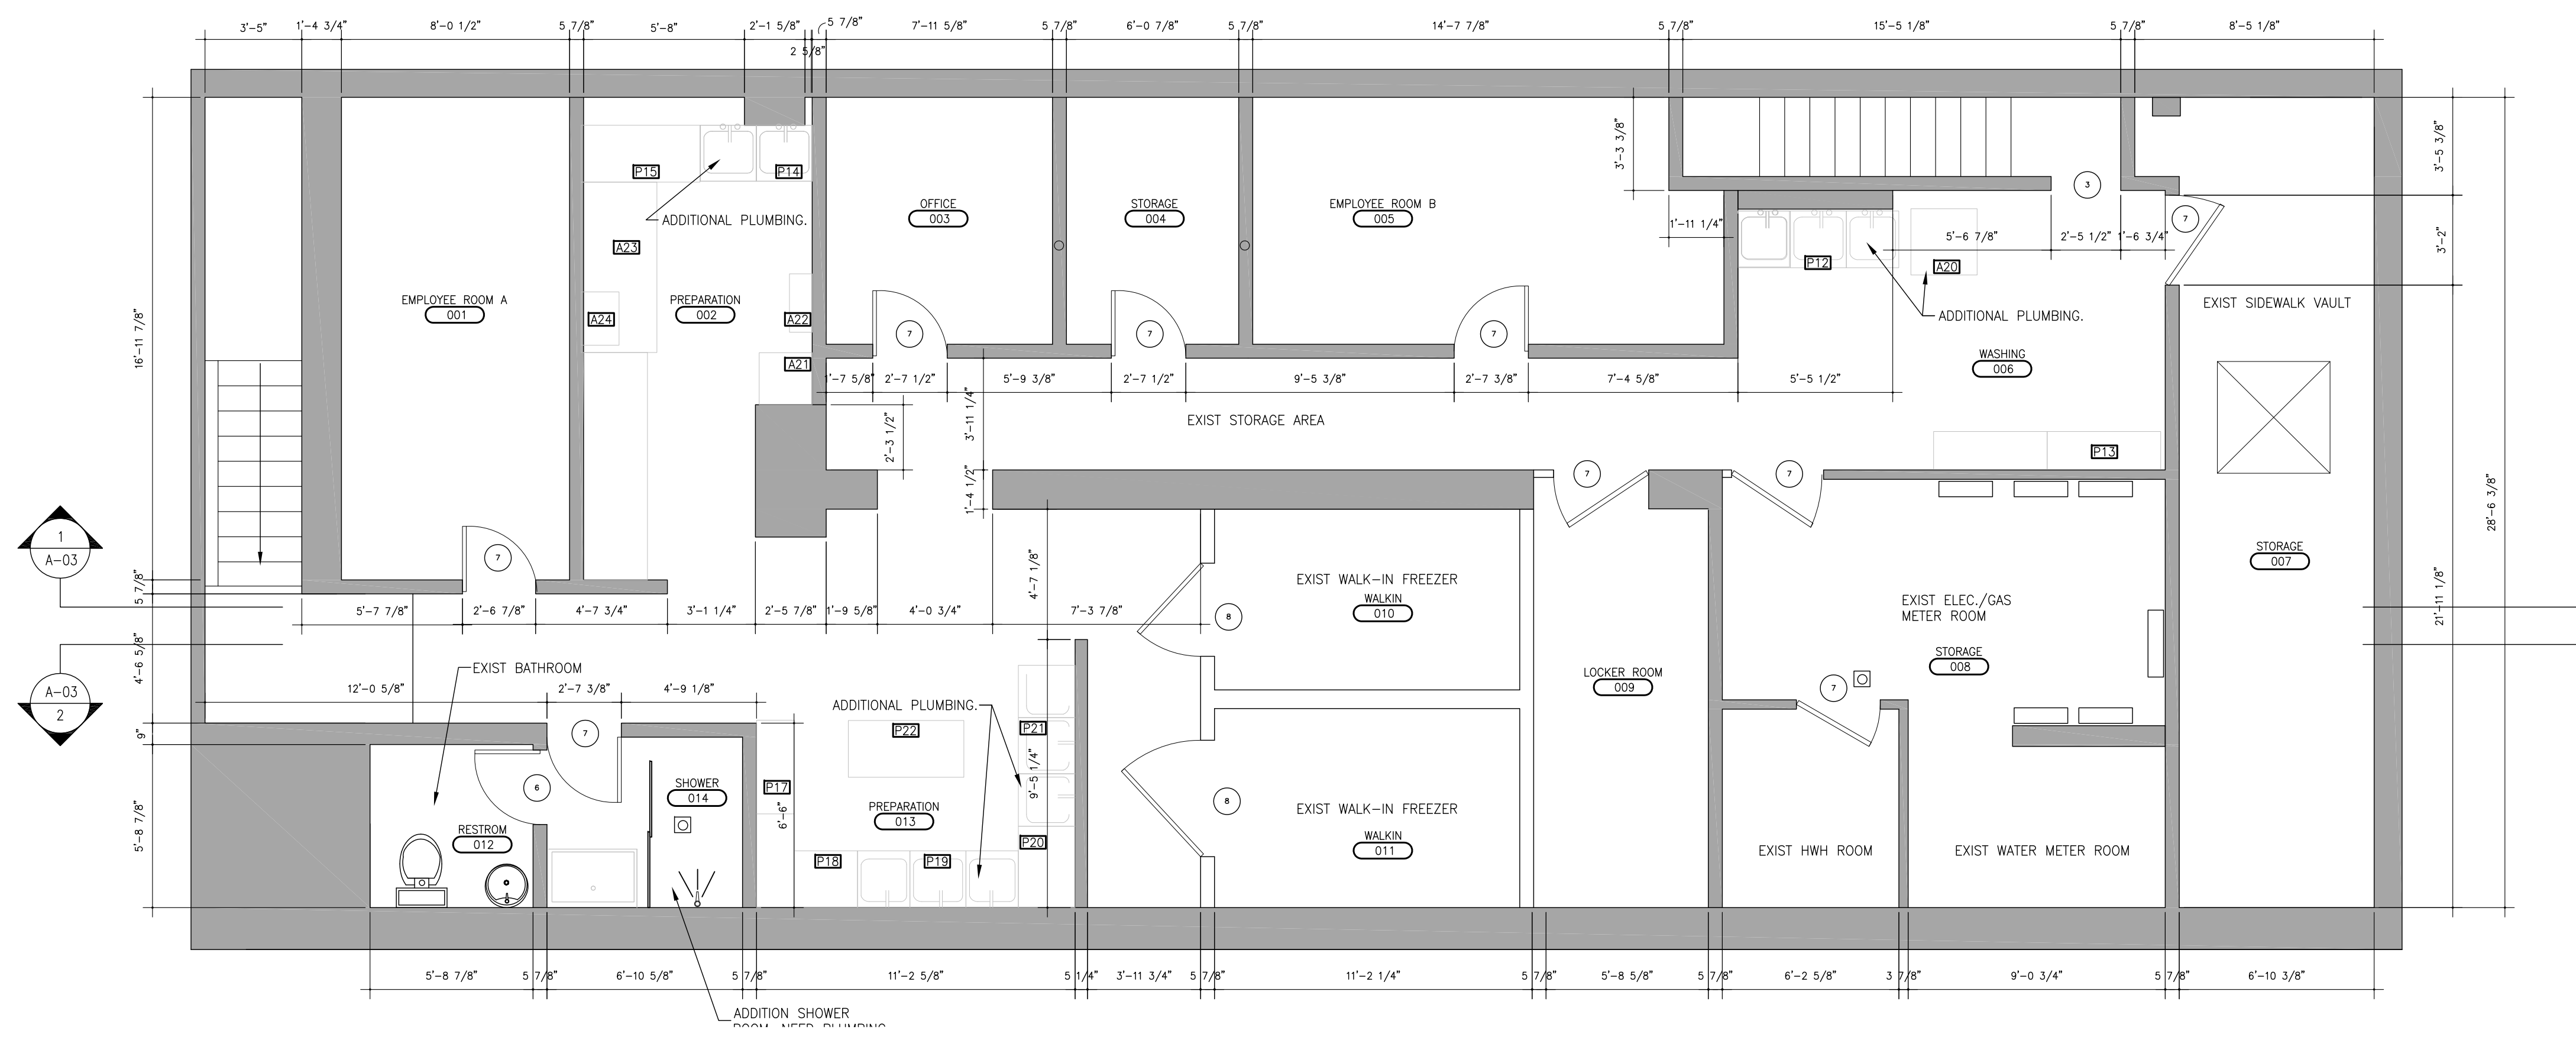 3'-5" 1'-4 3/4" 8'-0 1/2" 5 7/8" 5'-8" 2'-1 5/8" 5 7/8" 7'-11 5/8" 5 7/8" 6'-0 7/8" 5 7/8" 14'-7 7/8" 5 7/8" 15'-5 1/8" 5 7/8" 8'-5 1/8"
2 5/8"
3'-3 3/8"
3'-5 3/8"
P15 P14
3
OFFICE STORAGE EMPLOYEE ROOM B
003 004 005
ADDITIONAL PLUMBING.
1'-11 1/4"
7
5'-6 7/8" 2'-5 1/2" 1'-6 3/4"
3'-2"
A23
P12 A20
EMPLOYEE ROOM A PREPARATION
001 002
EXIST SIDEWALK VAULT
A24 A22
ADDITIONAL PLUMBING.
16'-11 7/8"
7 7 7
WASHING
006
A21
1'-7 5/8" 2'-7 1/2" 5'-9 3/8" 2'-7 1/2" 9'-5 3/8" 2'-7 3/8" 7'-4 5/8" 5'-5 1/2"
3'-11 1/4"
2'-3 1/2"
EXIST STORAGE AREA
P13
7 7
1'-4 1/2"
28'-6 3/8"
1
A-03
7
STORAGE
007
4'-7 1/8"
EXIST WALK-IN FREEZER
WALKIN
010
5 7/8"
EXIST ELEC./GAS
METER ROOM
21'-11 1/8"
5'-7 7/8" 2'-6 7/8" 4'-7 3/4" 3'-1 1/4" 2'-5 7/8" 1'-9 5/8" 4'-0 3/4" 7'-3 7/8"
8
4'-6 5/8"
EXIST BATHROOM
STORAGE
008
LOCKER ROOM
009
12'-0 5/8" 2'-7 3/8" 4'-9 1/8"
A-03
2
7
ADDITIONAL PLUMBING.
9"
7
P22 P21
6
SHOWER
014
P17
6'-6"
9'-5 1/4"
8
PREPARATION
013
EXIST WALK-IN FREEZER
5'-8 7/8"
RESTROM
012
WALKIN
011
P20
EXIST HWH ROOM EXIST WATER METER ROOM
P18 P19
5'-8 7/8" 5 7/8" 6'-10 5/8" 5 7/8" 11'-2 5/8" 5 1/4" 3'-11 3/4" 5 7/8" 11'-2 1/4" 5 7/8" 5'-8 5/8" 5 7/8" 6'-2 5/8" 3 7/8" 9'-0 3/4" 5 7/8" 6'-10 3/8"
ADDITION SHOWER
ROOM, NEED PLUMBING